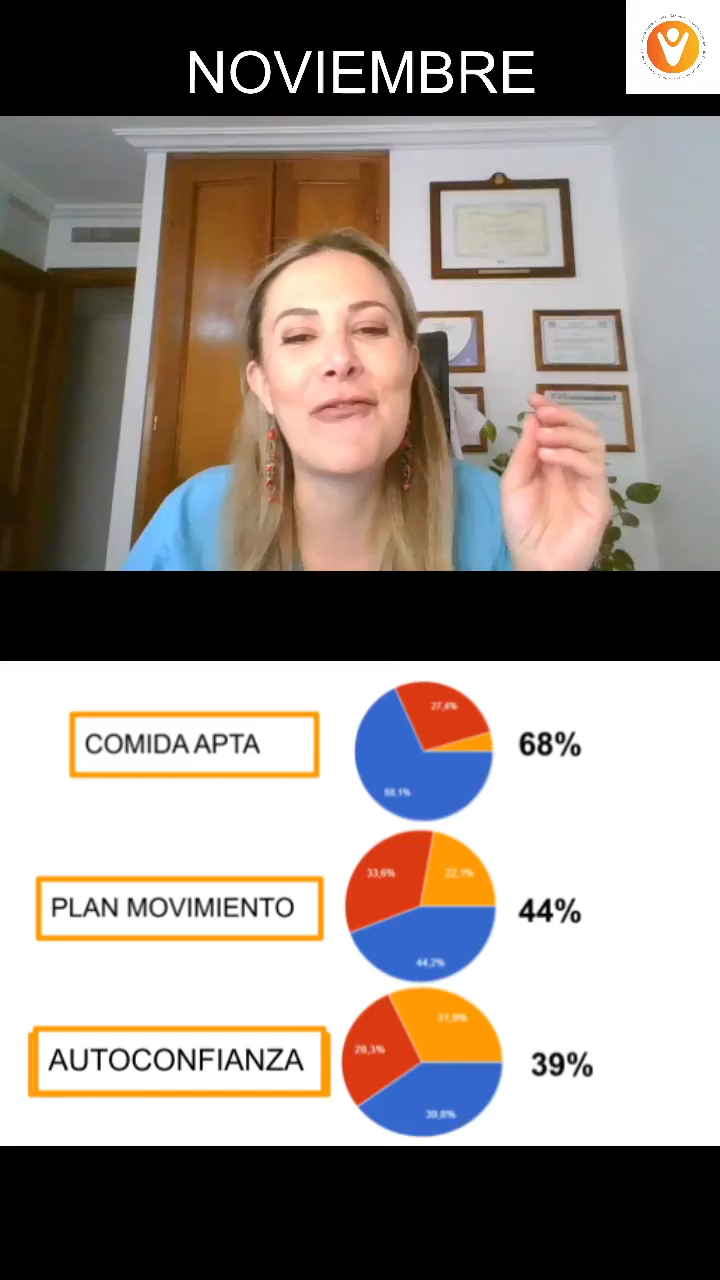 NOVIEMBRE
COMIDA APTA
27,4%
68,1%
68%
PLAN MOVIMIENTO
33,6%
22,1%
44,2%
44%
AUTOCONFIANZA
31,9%
28,3%
39,8%
39%